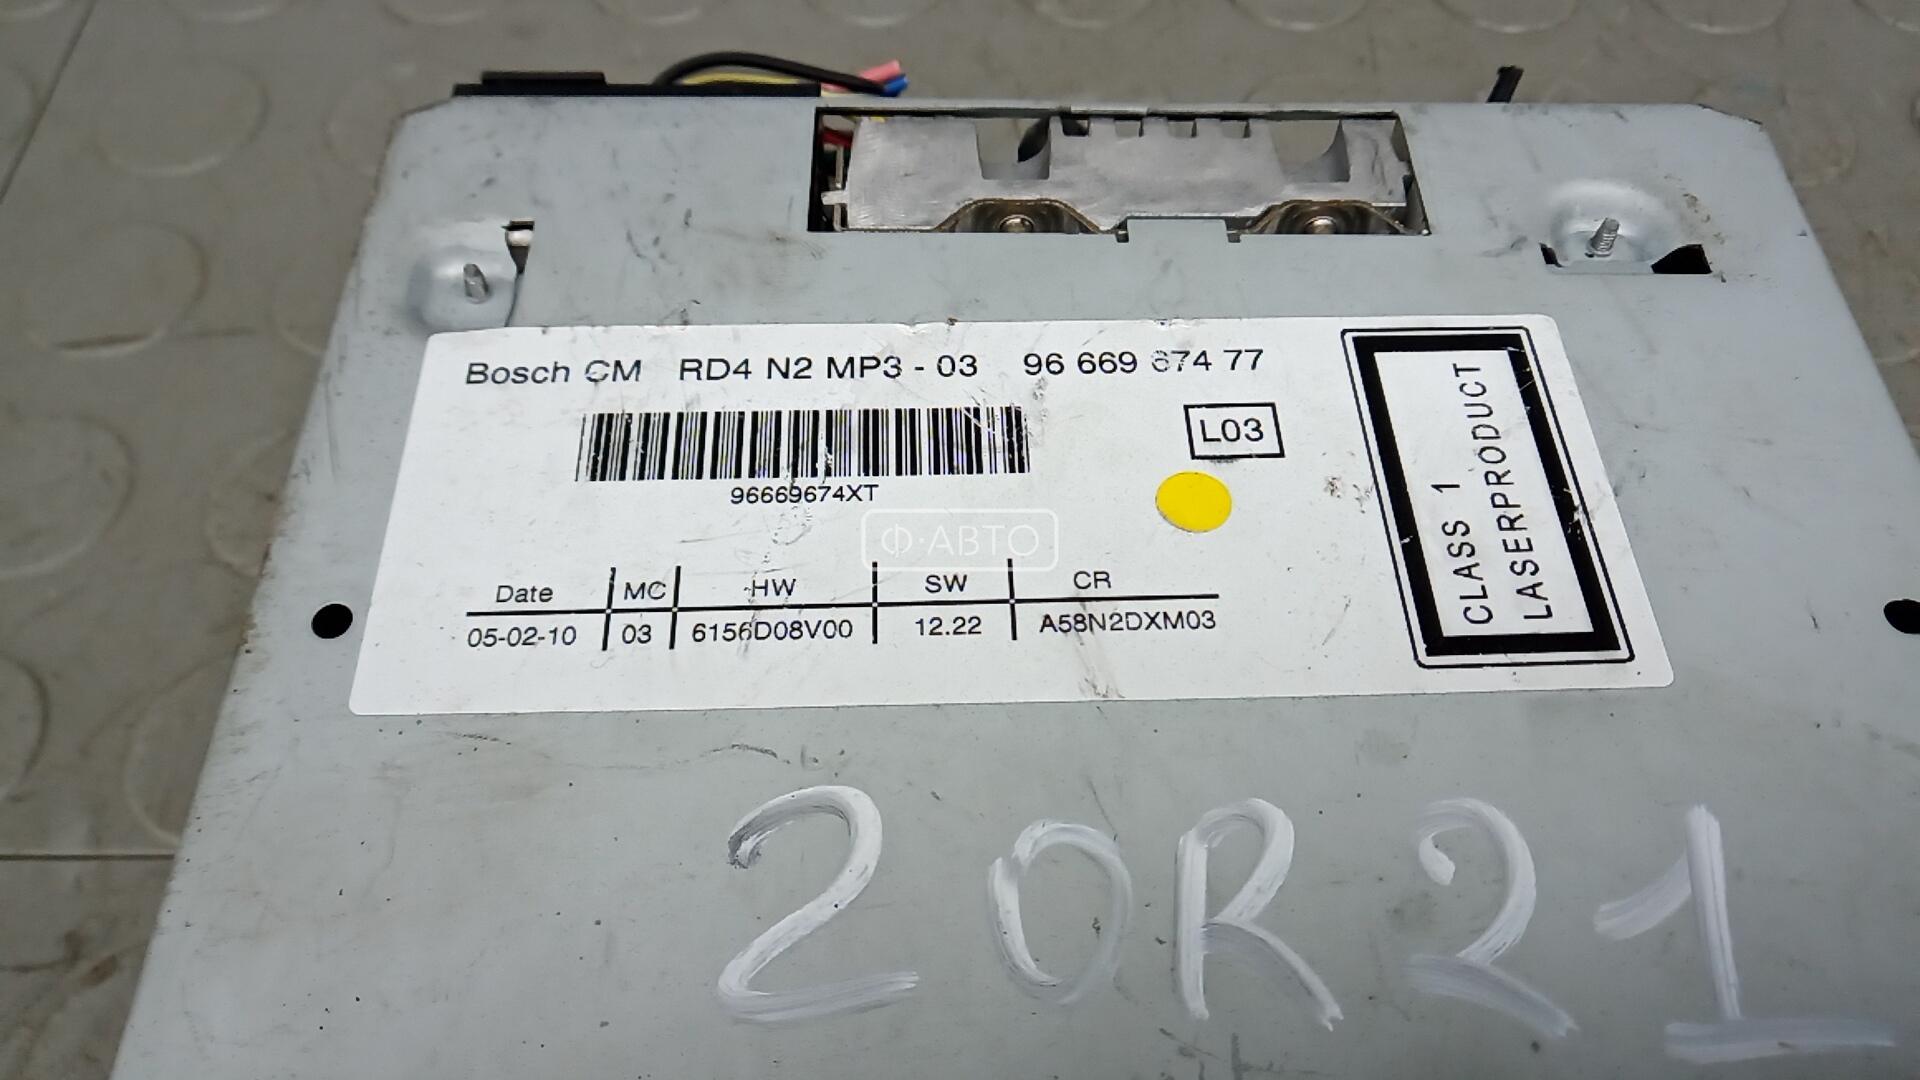 Bosch CM RD4 N2 MP3 - 03 96 669 674 77
L03
96669674XT
Ф·АВТО
Date MC HW SW CR
05-02-10 03 6156D08V00 12.22 A58N2DXM03
CLASS 1
LASERPRODUCT
20R21